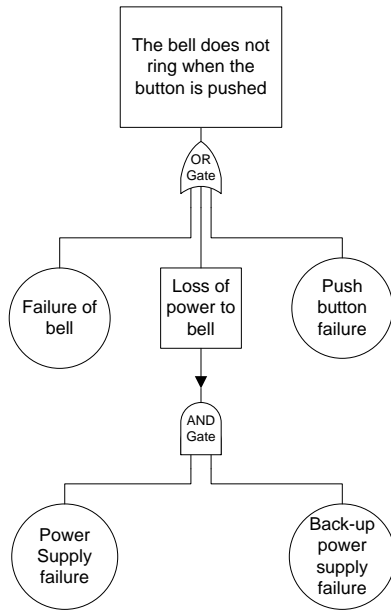 The bell does not
ring when the
button is pushed
OR
Gate
Failure of
bell
Loss of
power to
bell
Push
button
failure
AND
Gate
Power
Supply
failure
Back-up
power
supply
failure